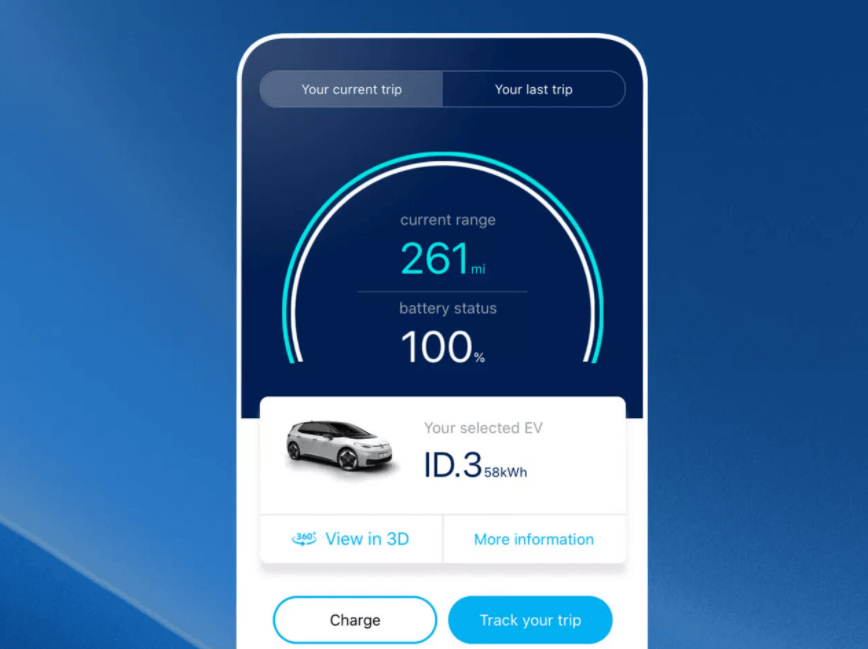 Your current trip
Your last trip
current range
261 mi
battery status
100 %
Your selected EV
ID.3 58kWh
360° View in 3D
More information
Charge
Track your trip